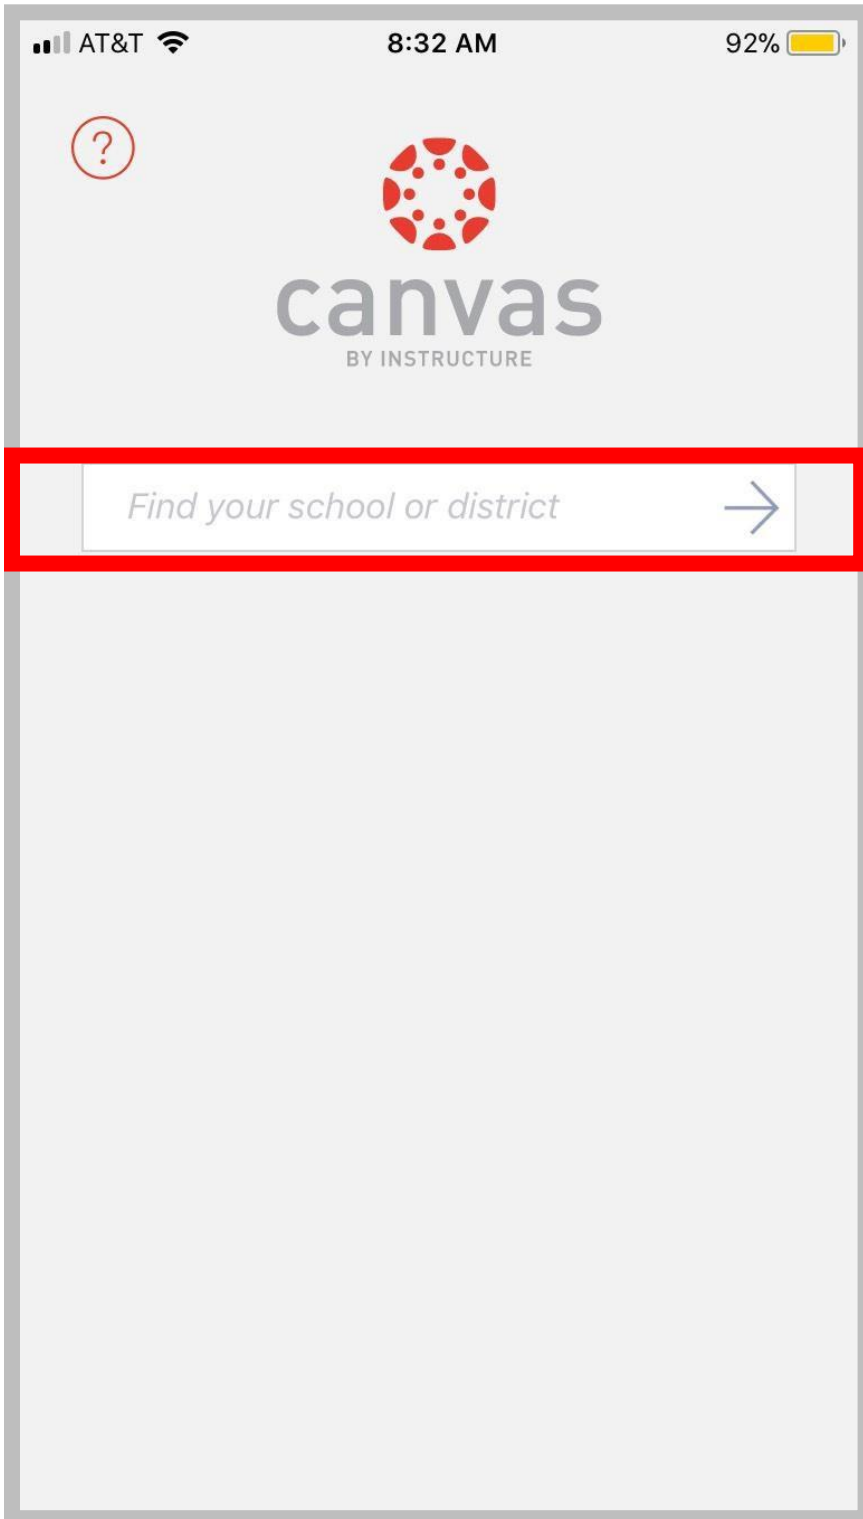 AT&T 8:32 AM 92%
?
canvas
BY INSTRUCTURE
Find your school or district